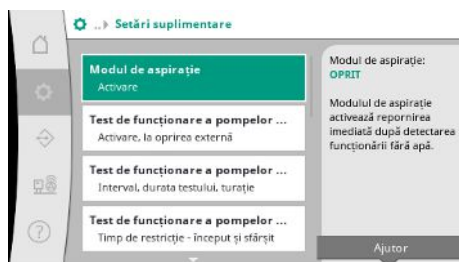 ..▸ Setări suplimentare
Modul de aspirație
Activare
Test de funcționare a pompelor ...
Activare, la oprirea externă
Test de funcționare a pompelor ...
Interval, durata testului, turație
Test de funcționare a pompelor ...
Timp de restricție - început și sfârșit
Modul de aspirație:
OPRIT
Modulul de aspirație
activează repornirea
imediată după detectarea
funcționării fără apă.
Ajutor